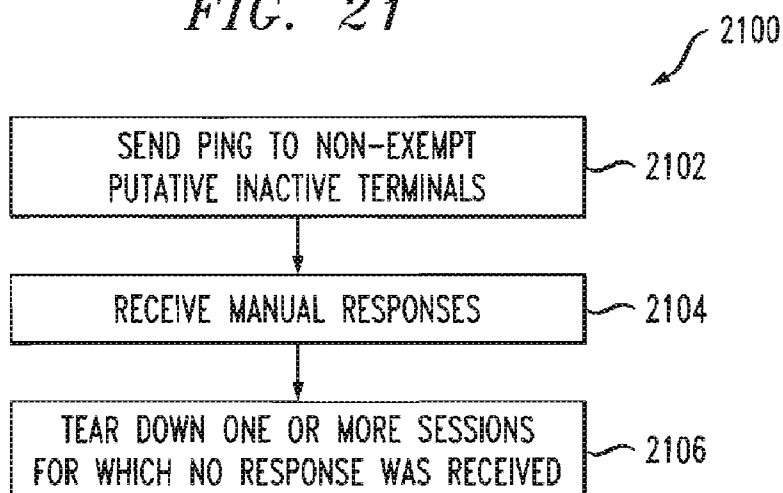 FIG. 21
2100
SEND PING TO NON-EXEMPT
PUTATIVE INACTIVE TERMINALS
2102
RECEIVE MANUAL RESPONSES
2104
TEAR DOWN ONE OR MORE SESSIONS
FOR WHICH NO RESPONSE WAS RECEIVED
2106